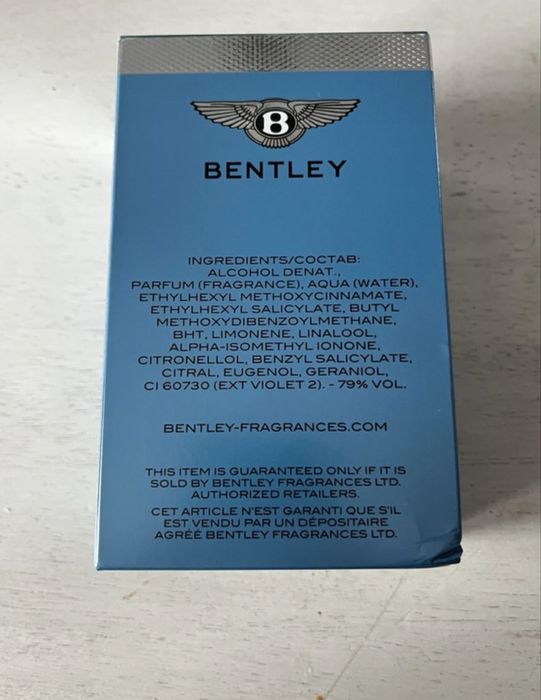 B
BENTLEY
INGREDIENTS/COCTAB:
ALCOHOL DENAT.,
PARFUM (FRAGRANCE), AQUA (WATER),
ETHYLHEXYL METHOXYCINNAMATE,
ETHYLHEXYL SALICYLATE, BUTYL
METHOXYDIBENZOYLMETHANE,
BHT, LIMONENE, LINALOOL,
ALPHA-ISOMETHYL IONONE,
CITRONELLOL, BENZYL SALICYLATE,
CITRAL, EUGENOL, GERANIOL,
CI 60730 (EXT VIOLET 2). - 79% VOL.
BENTLEY-FRAGRANCES.COM
THIS ITEM IS GUARANTEED ONLY IF IT IS
SOLD BY BENTLEY FRAGRANCES LTD.
AUTHORIZED RETAILERS.
CET ARTICLE N'EST GARANTI QUE S'IL
EST VENDU PAR UN DÉPOSITAIRE
AGRÉÉ BENTLEY FRAGRANCES LTD.